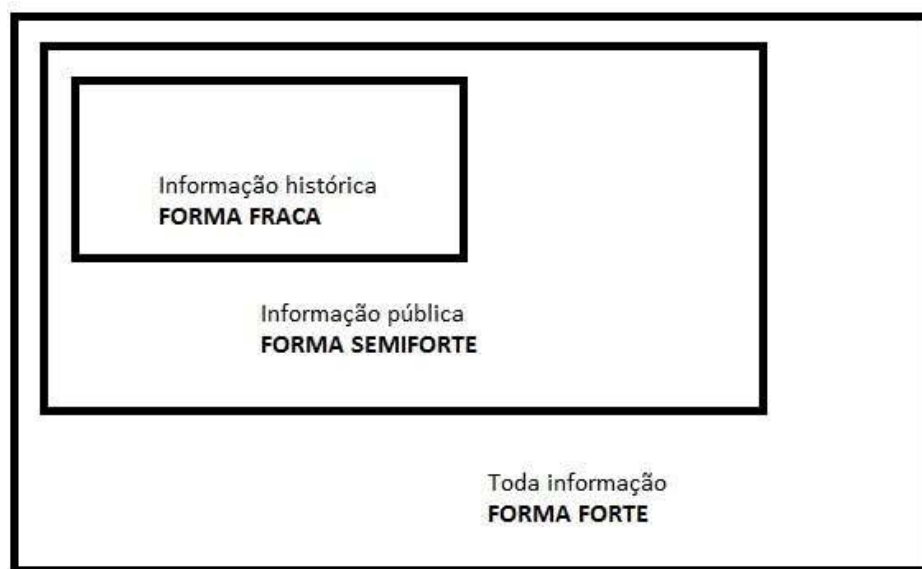 Informação histórica
FORMA FRACA
Informação pública
FORMA SEMIFORTE
Toda informação
FORMA FORTE